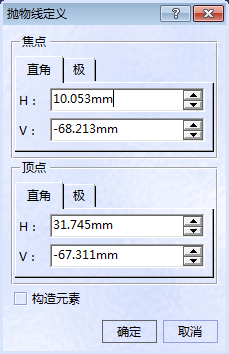 抛物线定义
焦点
直角 极
H： 10.053mm
V： -68.213mm
顶点
直角 极
H： 31.745mm
V： -67.311mm
构造元素
确定 取消